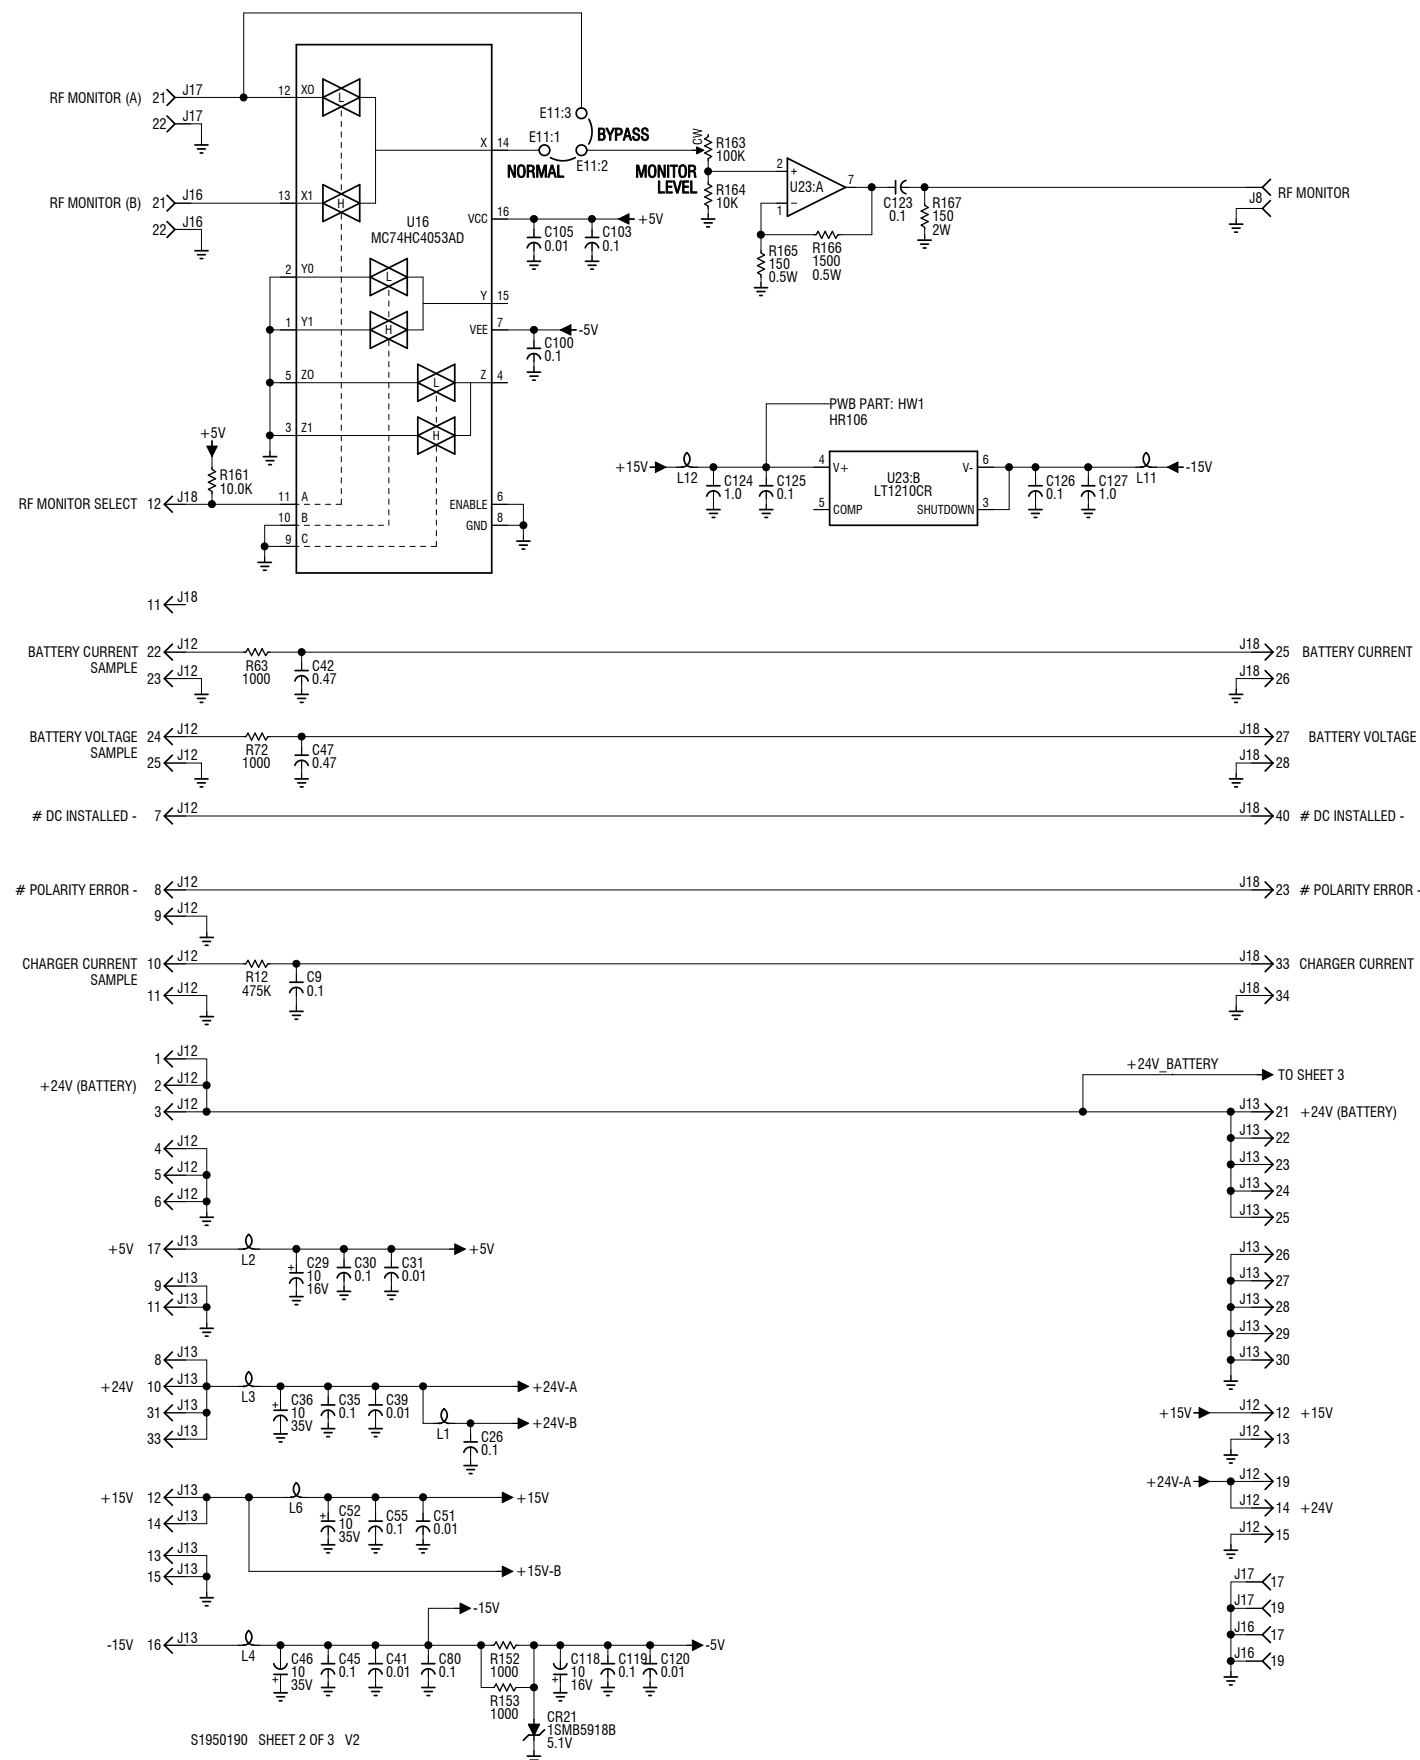 RF MONITOR (A) 21 J17
22 J17
12 X0
L
E11:3
E11:1
BYPASS
X 14
E11:2
NORMAL
CW
R163
100K
MONITOR
LEVEL
R164
10K
2 +
U23:A
7
1 -
C123
0.1
R167
150
2W
RF MONITOR
J8
R165
150
0.5W
R166
1500
0.5W
RF MONITOR (B) 21 J16
22 J16
13 X1
H
U16
MC74HC4053AD
VCC 16
C105
0.01
C103
0.1
+5V
2 Y0
L
Y 15
1 Y1
H
VEE 7
-5V
C100
0.1
5 Z0
L
Z 4
3 Z1
H
+5V
R161
10.0K
RF MONITOR SELECT 12 J18
11 A
10 B
9 C
ENABLE 6
GND 8
PWB PART: HW1
HR106
+15V
L12
C124
1.0
C125
0.1
4 V+
U23:B
LT1210CR
V- 6
5 COMP
SHUTDOWN 3
C126
0.1
C127
1.0
L11
-15V
11 J18
BATTERY CURRENT 22 J12
SAMPLE
23 J12
R63
1000
C42
0.47
J18 25 BATTERY CURRENT
J18 26
BATTERY VOLTAGE 24 J12
SAMPLE
25 J12
R72
1000
C47
0.47
J18 27 BATTERY VOLTAGE
J18 28
# DC INSTALLED - 7 J12
J18 40 # DC INSTALLED -
# POLARITY ERROR - 8 J12
9 J12
J18 23 # POLARITY ERROR -
CHARGER CURRENT 10 J12
SAMPLE
11 J12
R12
475K
C9
0.1
J18 33 CHARGER CURRENT
J18 34
1 J12
+24V (BATTERY) 2 J12
3 J12
+24V_BATTERY
TO SHEET 3
J13 21 +24V (BATTERY)
J13 22
J13 23
J13 24
J13 25
4 J12
5 J12
6 J12
+5V 17 J13
L2
C29
10
16V
+
C30
0.1
C31
0.01
+5V
9 J13
11 J13
J13 26
J13 27
J13 28
J13 29
J13 30
8 J13
+24V 10 J13
31 J13
33 J13
L3
C36
10
35V
+
C35
0.1
C39
0.01
+24V-A
L1
+24V-B
C26
0.1
+15V J12 12 +15V
J12 13
+24V-A J12 19
J12 14 +24V
J12 15
+15V 12 J13
14 J13
L6
C52
10
35V
+
C55
0.1
C51
0.01
+15V
13 J13
15 J13
+15V-B
J17 17
J17 19
J16 17
J16 19
-15V
-15V 16 J13
L4
C46
10
35V
+
C45
0.1
C41
0.01
C80
0.1
R152
1000
R153
1000
C118
10
16V
+
C119
0.1
C120
0.01
-5V
CR21
1SMB5918B
5.1V
S1950190 SHEET 2 OF 3 V2